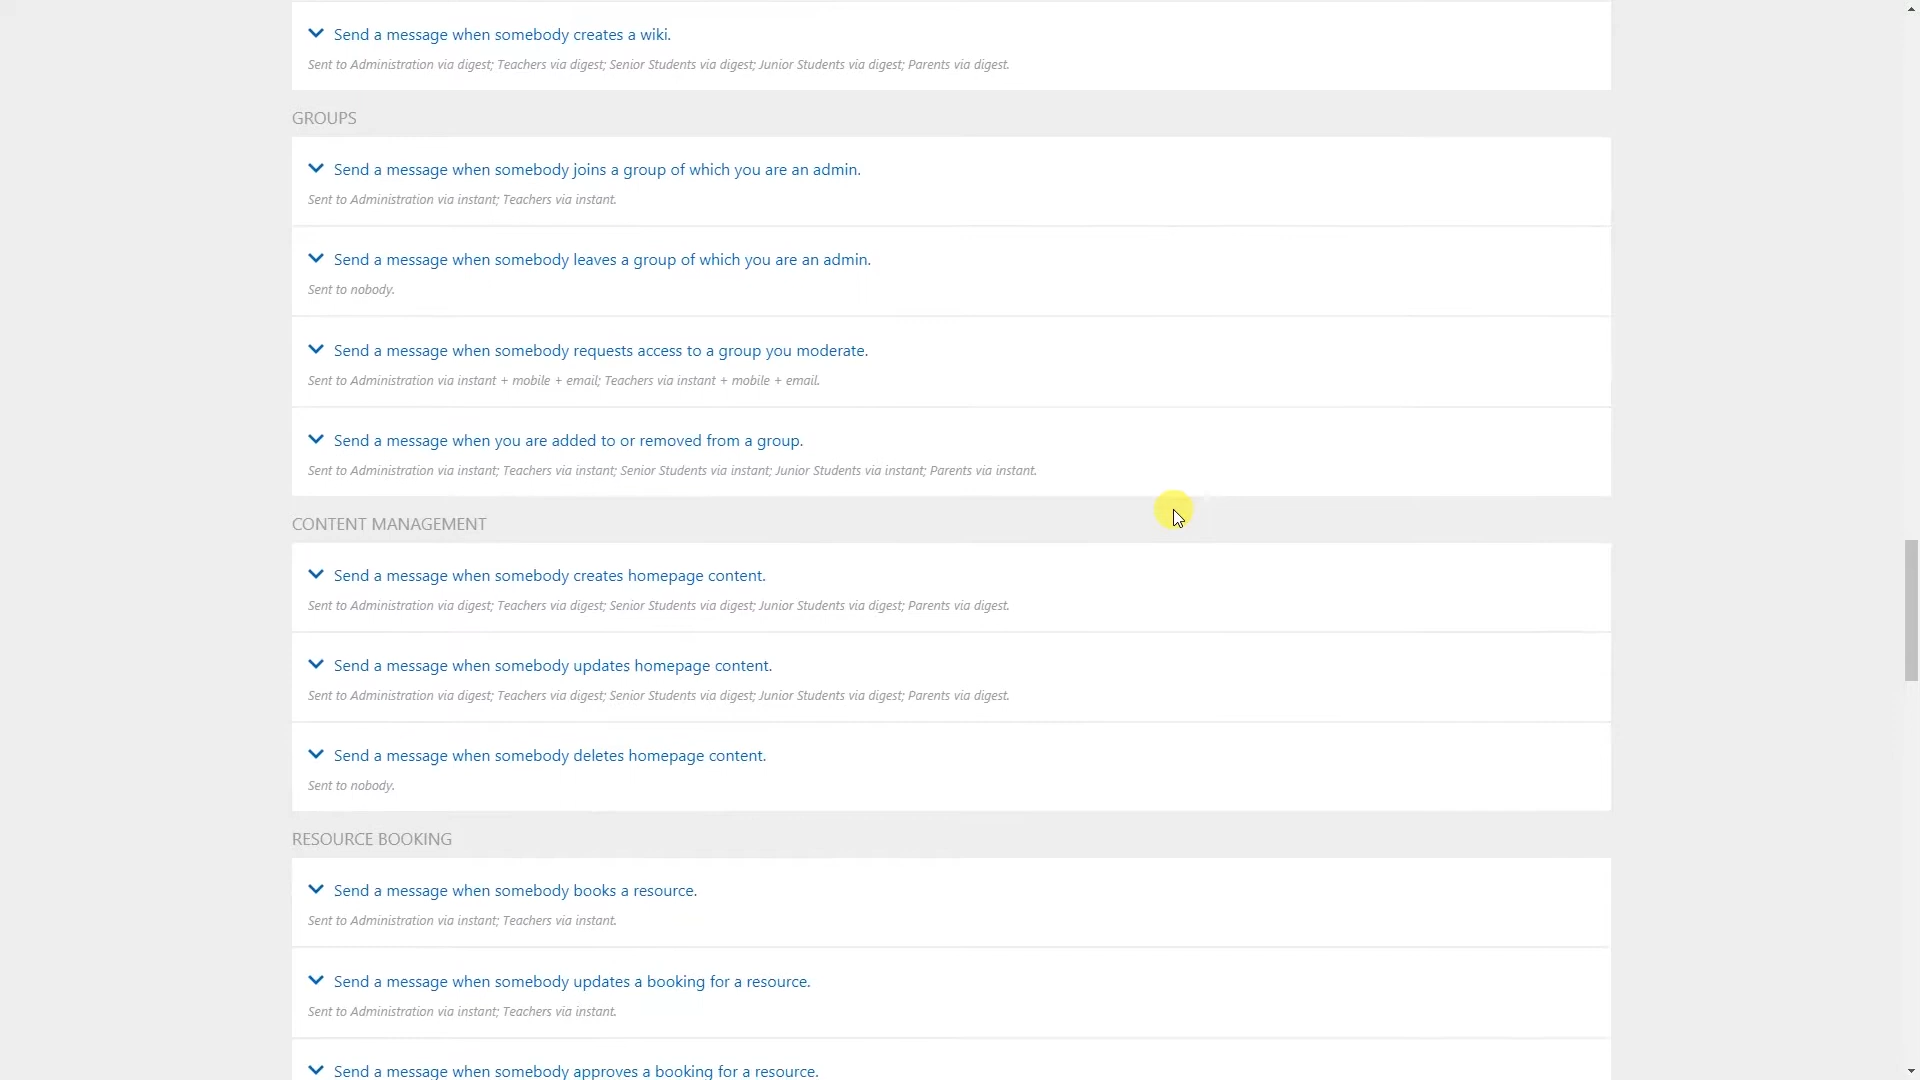 Send a message when somebody creates a wiki.
Sent to Administration via digest; Teachers via digest; Senior Students via digest; Junior Students via digest; Parents via digest.
GROUPS
Send a message when somebody joins a group of which you are an admin.
Sent to Administration via instant; Teachers via instant.
Send a message when somebody leaves a group of which you are an admin.
Sent to nobody.
Send a message when somebody requests access to a group you moderate.
Sent to Administration via instant + mobile + email; Teachers via instant + mobile + email.
Send a message when you are added to or removed from a group.
Sent to Administration via instant; Teachers via instant; Senior Students via instant; Junior Students via instant; Parents via instant.
CONTENT MANAGEMENT
Send a message when somebody creates homepage content.
Sent to Administration via digest; Teachers via digest; Senior Students via digest; Junior Students via digest; Parents via digest.
Send a message when somebody updates homepage content.
Sent to Administration via digest; Teachers via digest; Senior Students via digest; Junior Students via digest; Parents via digest.
Send a message when somebody deletes homepage content.
Sent to nobody.
RESOURCE BOOKING
Send a message when somebody books a resource.
Sent to Administration via instant; Teachers via instant.
Send a message when somebody updates a booking for a resource.
Sent to Administration via instant; Teachers via instant.
Send a message when somebody approves a booking for a resource.